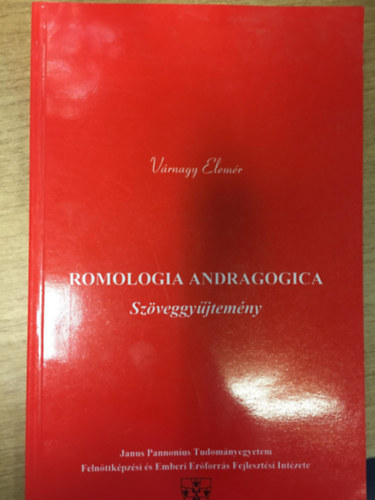 Várnagy Elemér
ROMOLOGIA ANDRAGOGICA
Szöveggyűjtemény
Janus Pannonius Tudományegyetem
Felnőttképzési és Emberi Erőforrás Fejlesztési Intézete